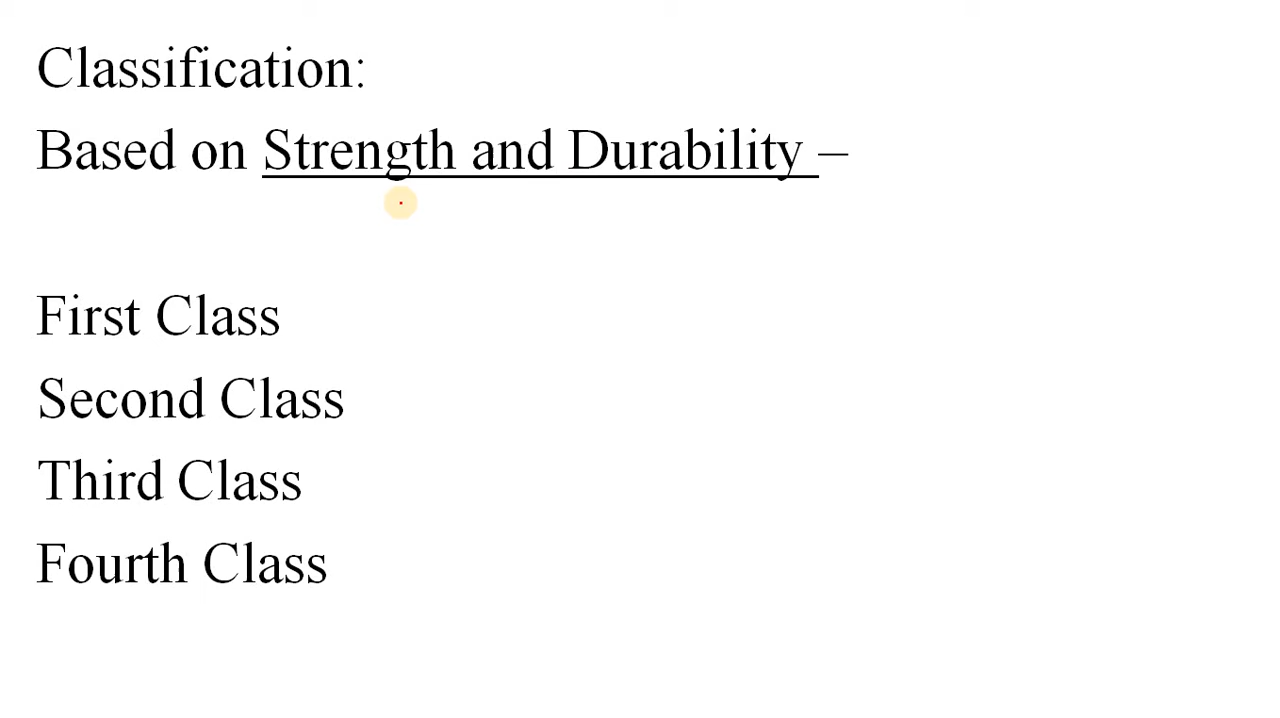 Classification:
Based on Strength and Durability –
First Class
Second Class
Third Class
Fourth Class